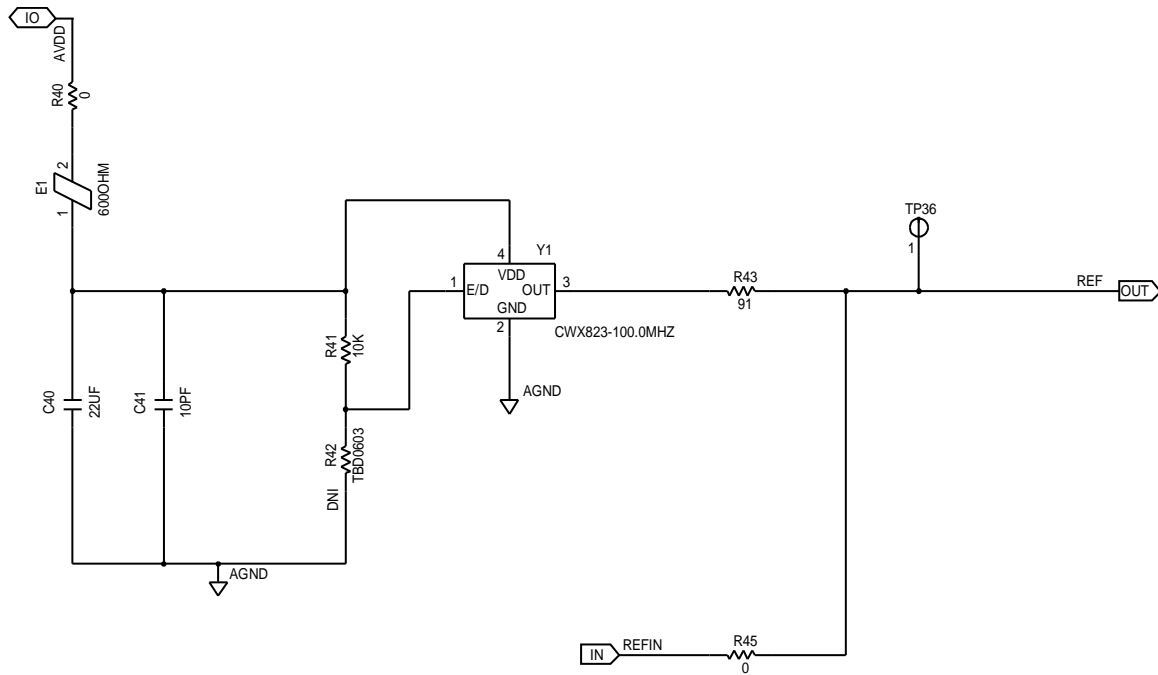 IO
AVDD
R40
0
2
E1
600OHM
1
TP36
1
4
Y1
VDD
1
E/D
OUT
3
R43
91
REF
OUT
GND
2
CWX823-100.0MHZ
R41
10K
AGND
C40
22UF
C41
10PF
R42
TBD0603
DNI
AGND
IN
REFIN
R45
0